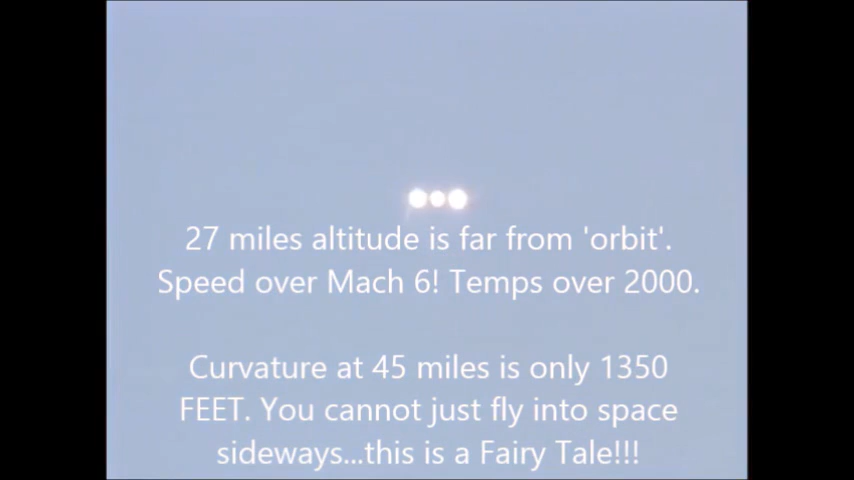 27 miles altitude is far from 'orbit'.
Speed over Mach 6! Temps over 2000.
Curvature at 45 miles is only 1350
FEET. You cannot just fly into space
sideways...this is a Fairy Tale!!!